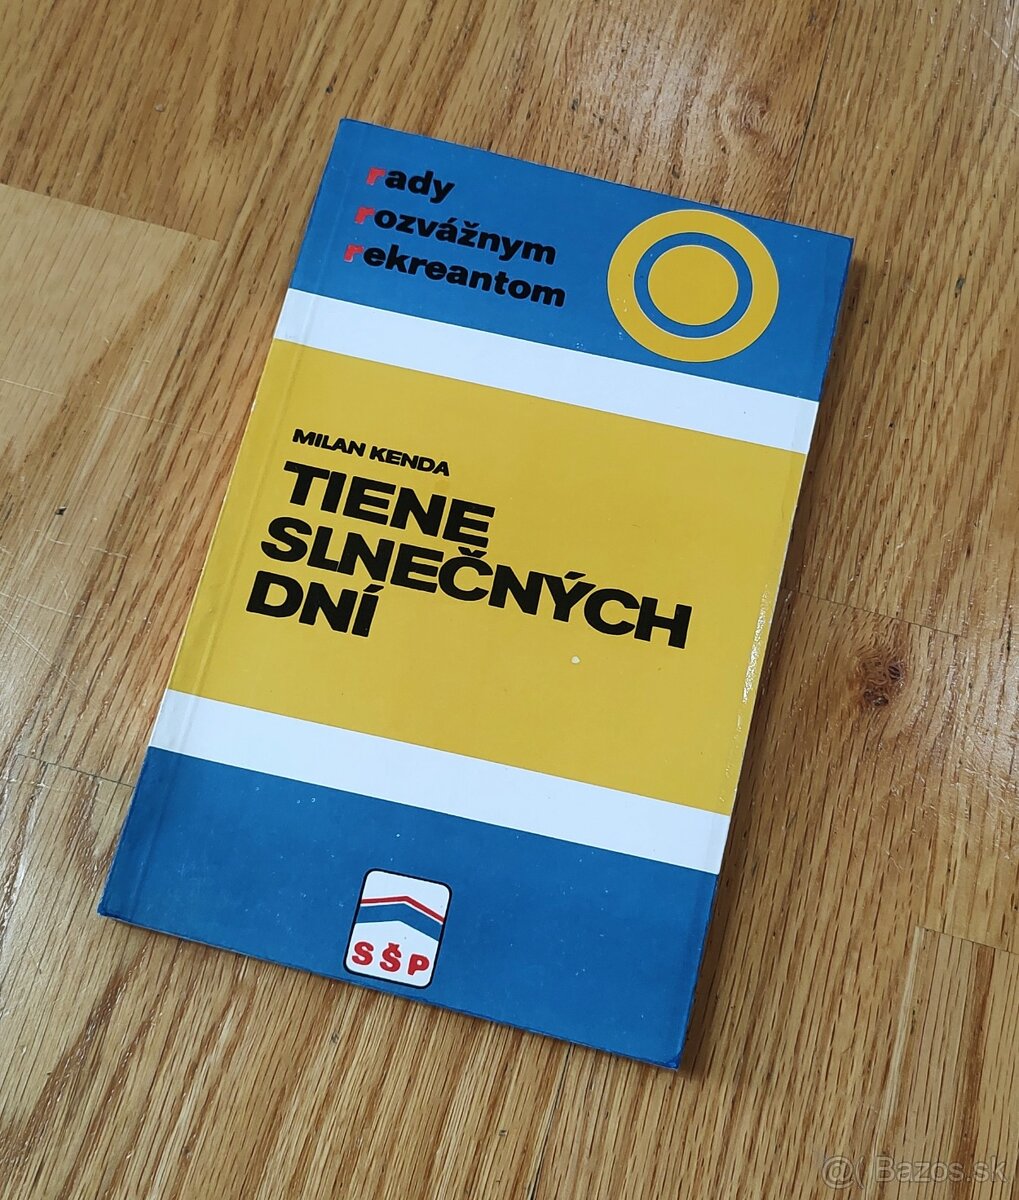 rady
rozvážnym
rekreantom
MILAN KENDA
TIENE
SLNEČNÝCH
DNÍ
SŠP
Bazos.sk